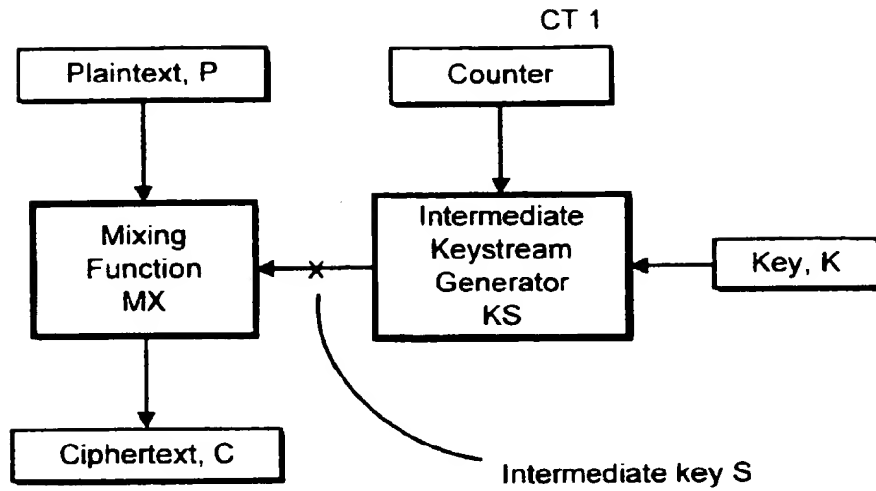 CT 1
Plaintext, P
Counter
Mixing
Function
MX
Intermediate
Keystream
Generator
KS
Key, K
Ciphertext, C
Intermediate key S